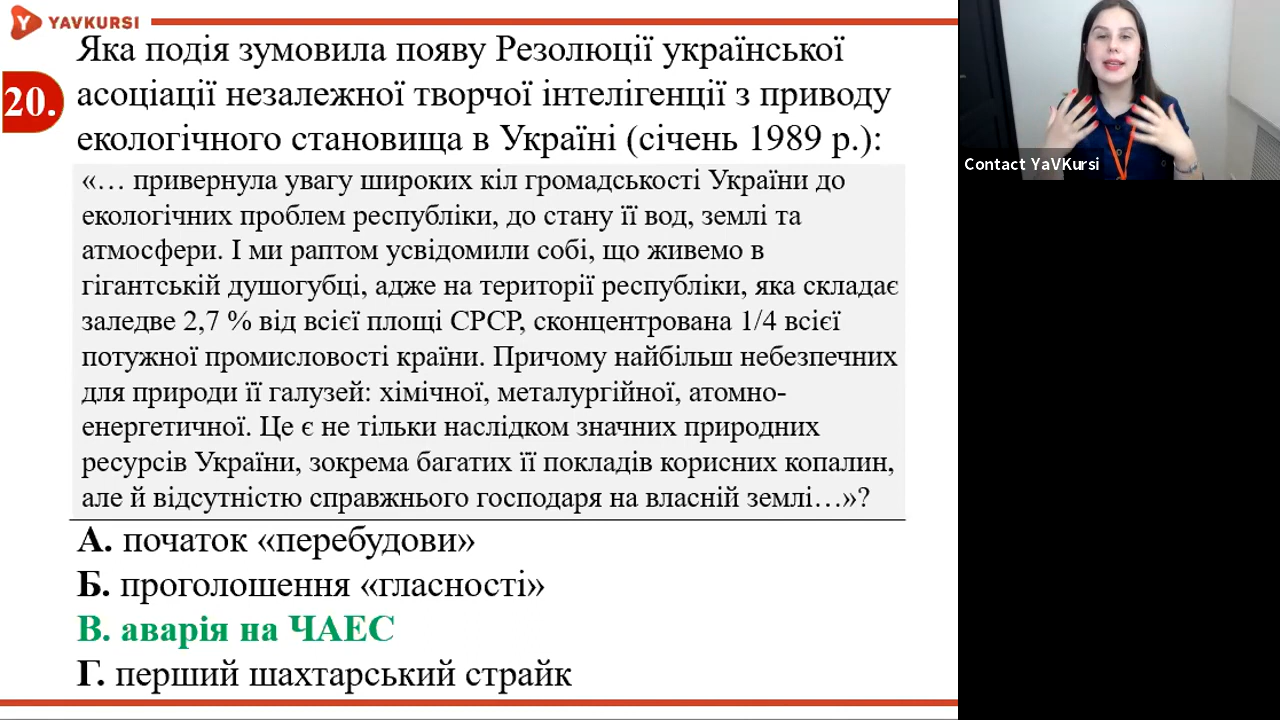 YAVKURSI
20.
Яка подія зумовила появу Резолюції української
асоціації незалежної творчої інтелігенції з приводу
екологічного становища в Україні (січень 1989 р.):
«… привернула увагу широких кіл громадськості України до
екологічних проблем республіки, до стану її вод, землі та
атмосфери. І ми раптом усвідомили собі, що живемо в
гігантській душогубці, адже на території республіки, яка складає
заледве 2,7 % від всієї площі СРСР, сконцентрована 1/4 всієї
потужної промисловості країни. Причому найбільш небезпечних
для природи її галузей: хімічної, металургійної, атомно-
енергетичної. Це є не тільки наслідком значних природних
ресурсів України, зокрема багатих її покладів корисних копалин,
але й відсутністю справжнього господаря на власній землі…»?
А. початок «перебудови»
Б. проголошення «гласності»
В. аварія на ЧАЕС
Г. перший шахтарський страйк
Contact YaVKursi